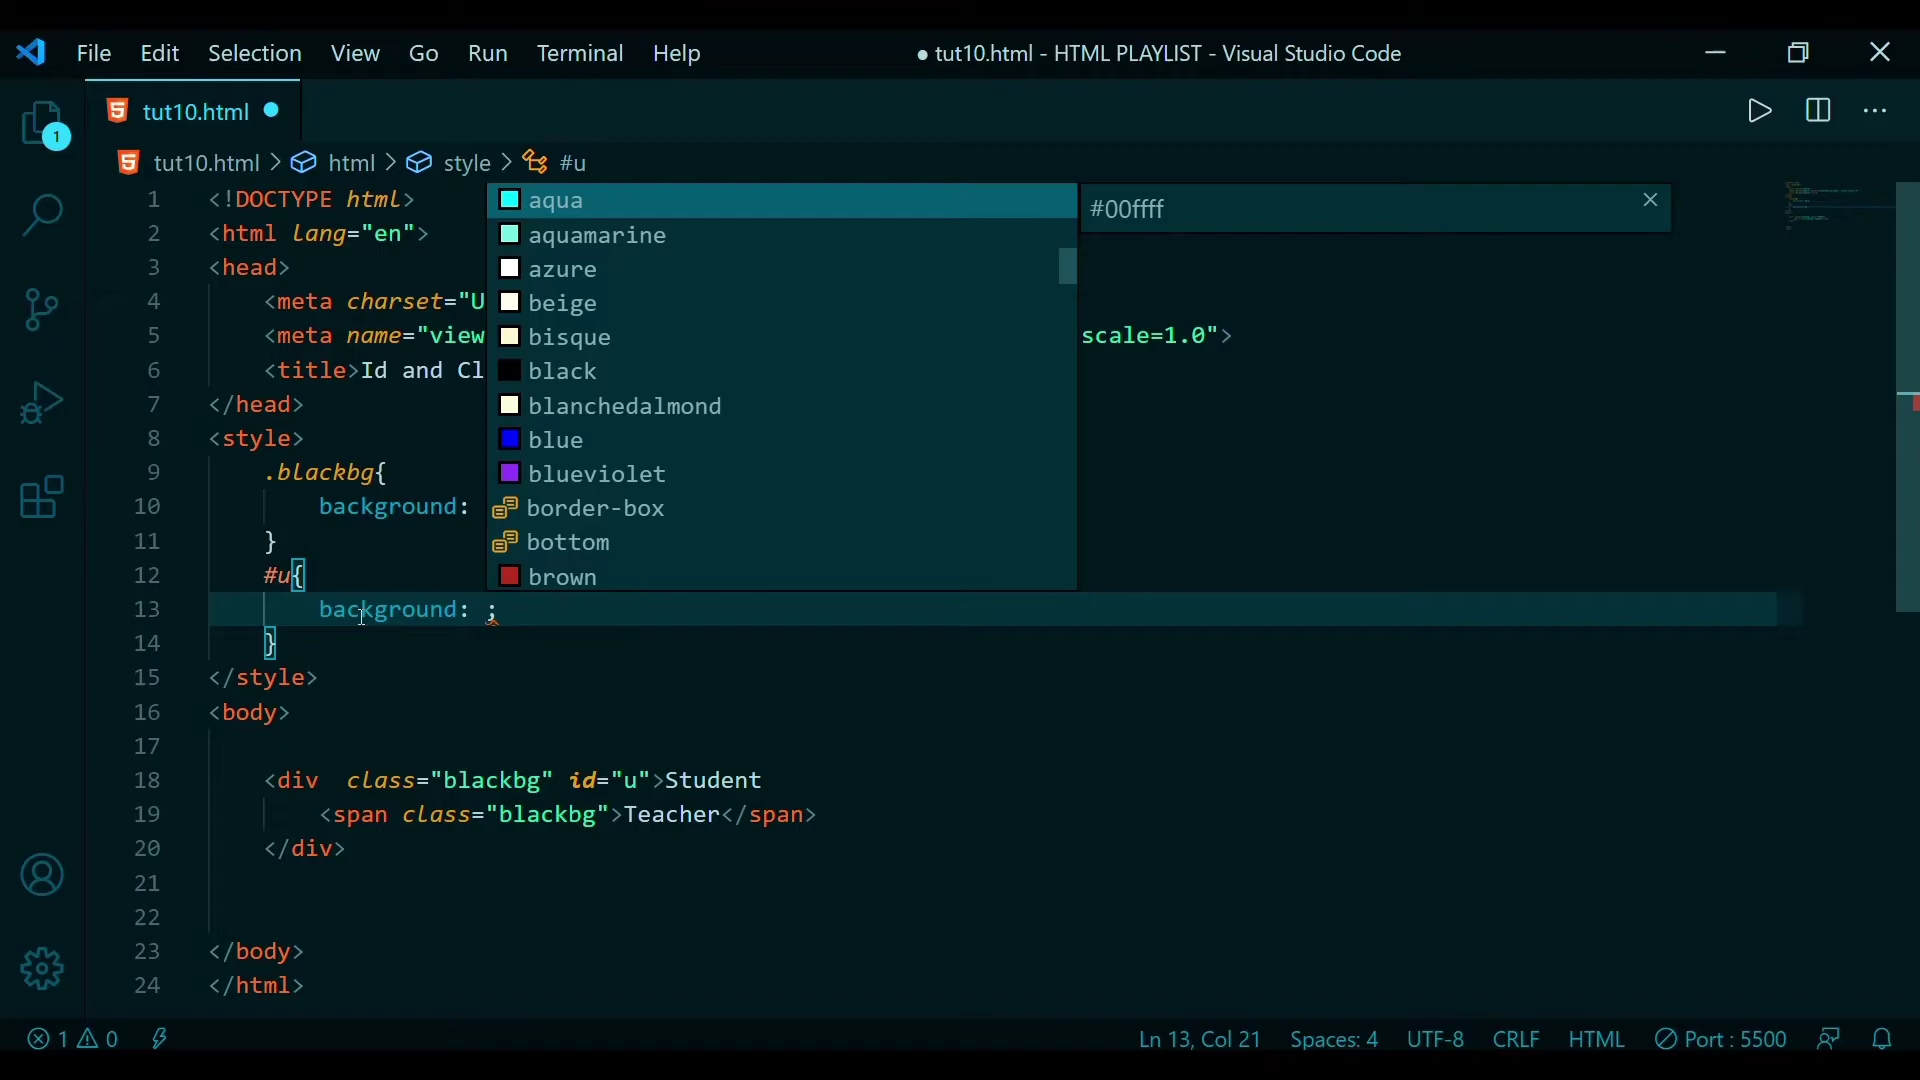 File Edit Selection View Go Run Terminal Help ● tut10.html - HTML PLAYLIST - Visual Studio Code
tut10.html
1
tut10.html > html > style > #u
1 <!DOCTYPE html>
2 <html lang="en">
3 <head>
4 <meta charset="U
5 <meta name="view scale=1.0">
6 <title>Id and Cl
7 </head>
8 <style>
9 .blackbg{
10 background:
11 }
12 #u{
13 background: ;
14 }
15 </style>
16 <body>
17
18 <div  class="blackbg" id="u">Student
19 <span class="blackbg">Teacher</span>
20 </div>
21
22
23 </body>
24 </html>
aqua #00ffff
aquamarine
azure
beige
bisque
black
blanchedalmond
blue
blueviolet
border-box
bottom
brown
1 0 Ln 13, Col 21 Spaces: 4 UTF-8 CRLF HTML Port : 5500